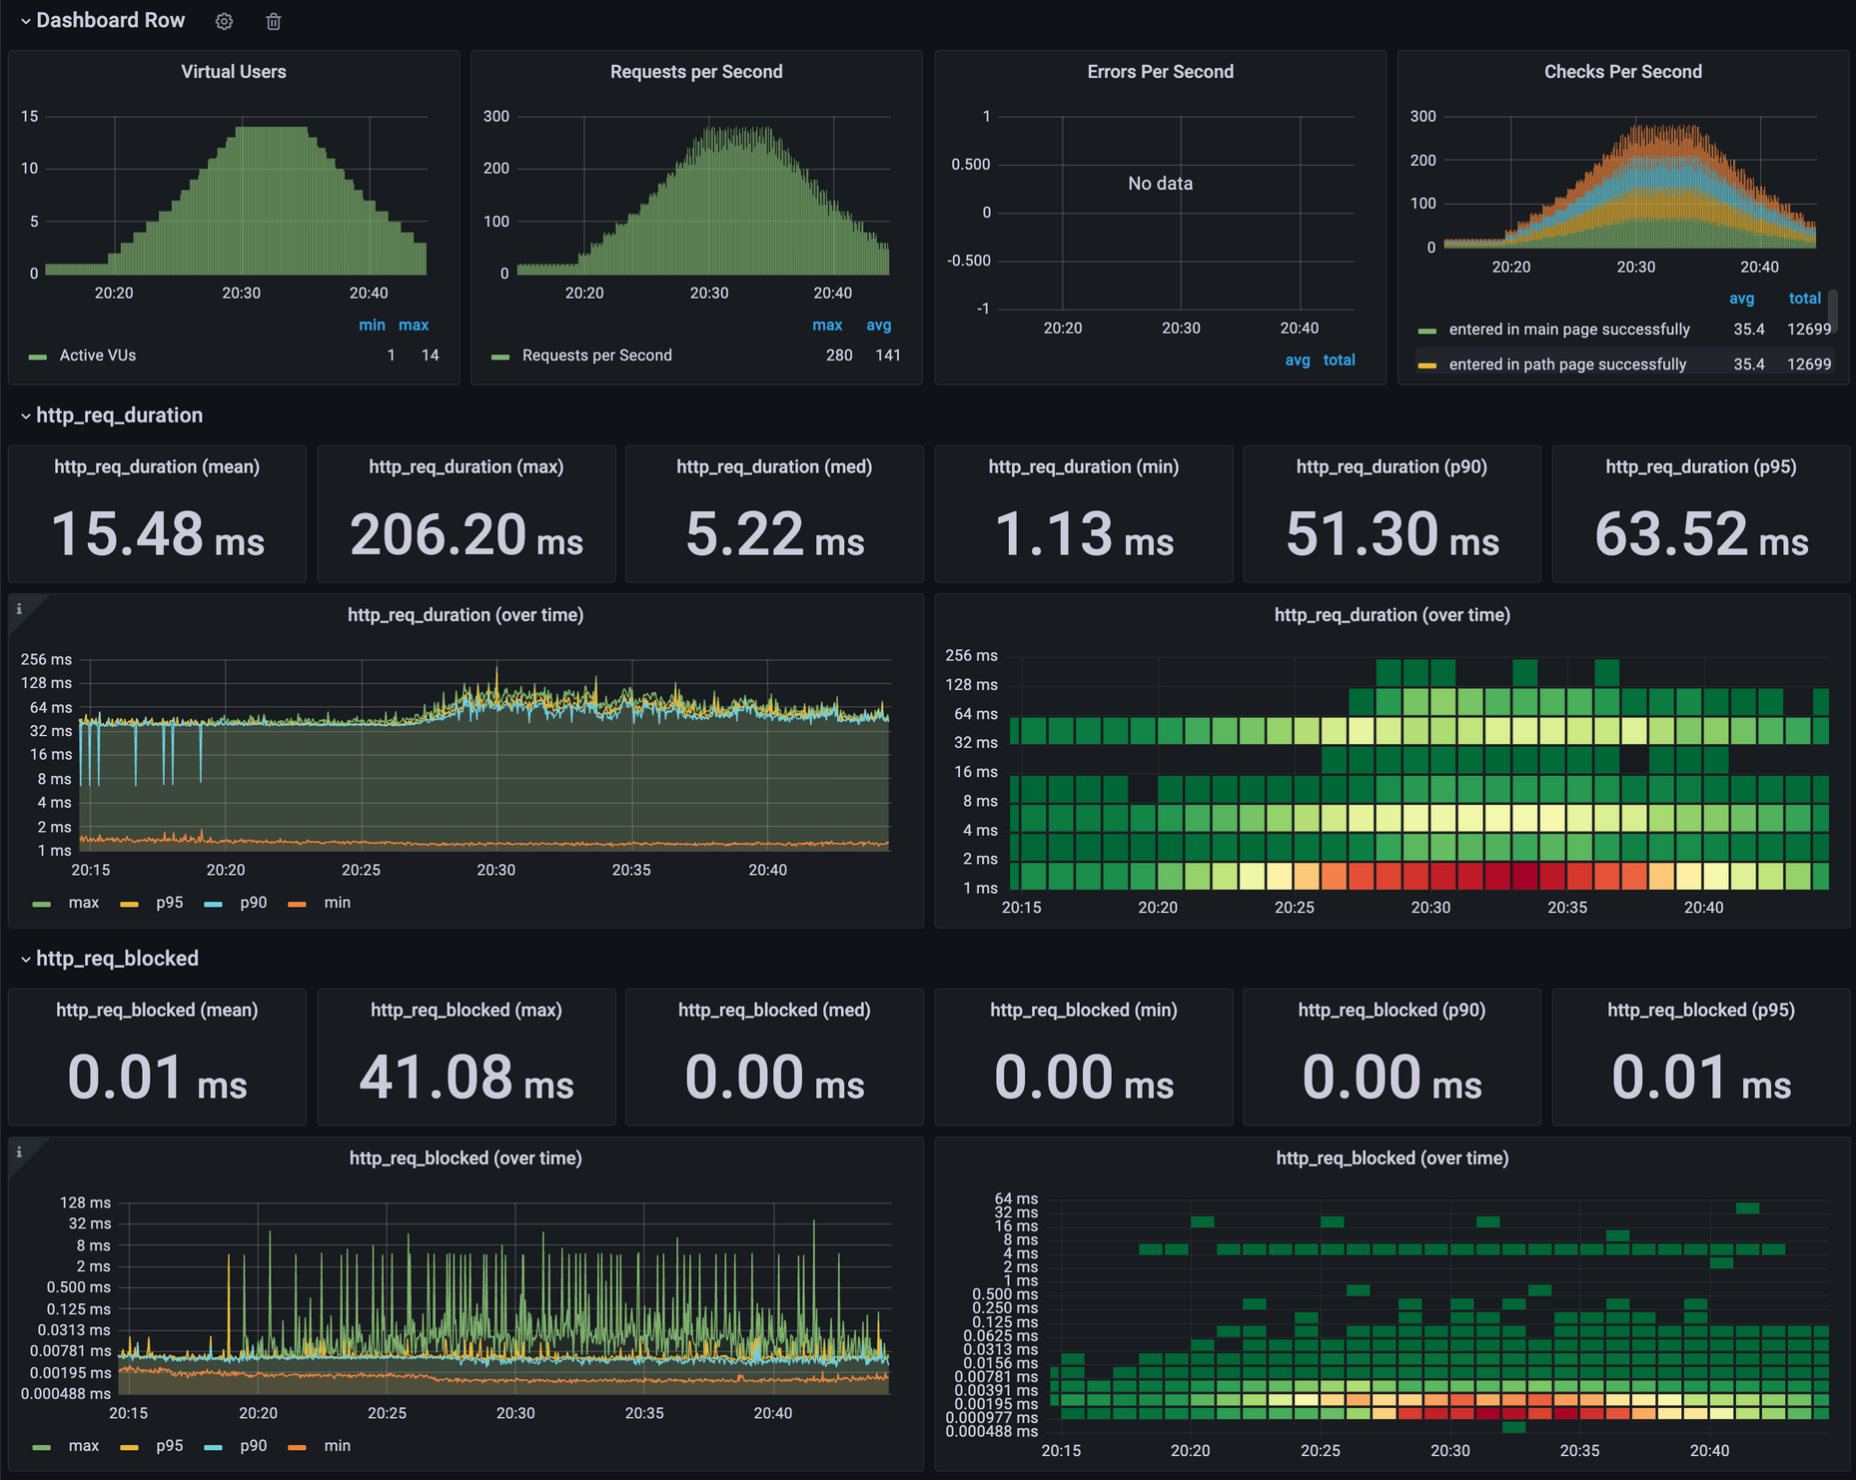 Dashboard Row
Virtual Users
15
10
5
0
20:20 20:30 20:40
min max
Active VUs 1 14
Requests per Second
300
200
100
0
20:20 20:30 20:40
max avg
Requests per Second 280 141
Errors Per Second
1
0.500
0
-0.500
-1
No data
20:20 20:30 20:40
avg total
Checks Per Second
300
200
100
0
20:20 20:30 20:40
avg total
entered in main page successfully 35.4 12699
entered in path page successfully 35.4 12699
http_req_duration
http_req_duration (mean)
15.48 ms
http_req_duration (max)
206.20 ms
http_req_duration (med)
5.22 ms
http_req_duration (min)
1.13 ms
http_req_duration (p90)
51.30 ms
http_req_duration (p95)
63.52 ms
i
http_req_duration (over time)
256 ms
128 ms
64 ms
32 ms
16 ms
8 ms
4 ms
2 ms
1 ms
20:15 20:20 20:25 20:30 20:35 20:40
max p95 p90 min
http_req_duration (over time)
256 ms
128 ms
64 ms
32 ms
16 ms
8 ms
4 ms
2 ms
1 ms
20:15 20:20 20:25 20:30 20:35 20:40
http_req_blocked
http_req_blocked (mean)
0.01 ms
http_req_blocked (max)
41.08 ms
http_req_blocked (med)
0.00 ms
http_req_blocked (min)
0.00 ms
http_req_blocked (p90)
0.00 ms
http_req_blocked (p95)
0.01 ms
i
http_req_blocked (over time)
128 ms
32 ms
8 ms
2 ms
0.500 ms
0.125 ms
0.0313 ms
0.00781 ms
0.00195 ms
0.000488 ms
20:15 20:20 20:25 20:30 20:35 20:40
max p95 p90 min
http_req_blocked (over time)
64 ms
32 ms
16 ms
8 ms
4 ms
2 ms
1 ms
0.500 ms
0.250 ms
0.125 ms
0.0625 ms
0.0313 ms
0.0156 ms
0.00781 ms
0.00391 ms
0.00195 ms
0.000977 ms
0.000488 ms
20:15 20:20 20:25 20:30 20:35 20:40